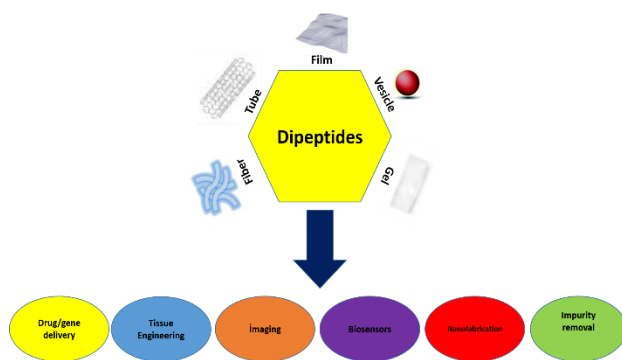 Film
Tube
Vesicle
Dipeptides
Fiber
Gel
Drug/gene
delivery
Tissue
Engineering
İmaging
Biosensors
Nanofabrication
Impurity
removal